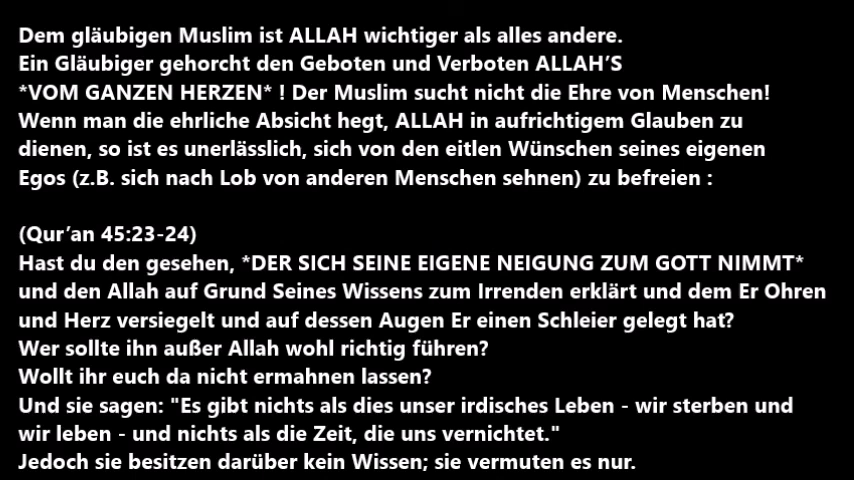 Dem gläubigen Muslim ist ALLAH wichtiger als alles andere.
Ein Gläubiger gehorcht den Geboten und Verboten ALLAH’S
*VOM GANZEN HERZEN* ! Der Muslim sucht nicht die Ehre von Menschen!
Wenn man die ehrliche Absicht hegt, ALLAH in aufrichtigem Glauben zu
dienen, so ist es unerlässlich, sich von den eitlen Wünschen seines eigenen
Egos (z.B. sich nach Lob von anderen Menschen sehnen) zu befreien :
(Qur’an 45:23-24)
Hast du den gesehen, *DER SICH SEINE EIGENE NEIGUNG ZUM GOTT NIMMT*
und den Allah auf Grund Seines Wissens zum Irrenden erklärt und dem Er Ohren
und Herz versiegelt und auf dessen Augen Er einen Schleier gelegt hat?
Wer sollte ihn außer Allah wohl richtig führen?
Wollt ihr euch da nicht ermahnen lassen?
Und sie sagen: "Es gibt nichts als dies unser irdisches Leben - wir sterben und
wir leben - und nichts als die Zeit, die uns vernichtet."
Jedoch sie besitzen darüber kein Wissen; sie vermuten es nur.